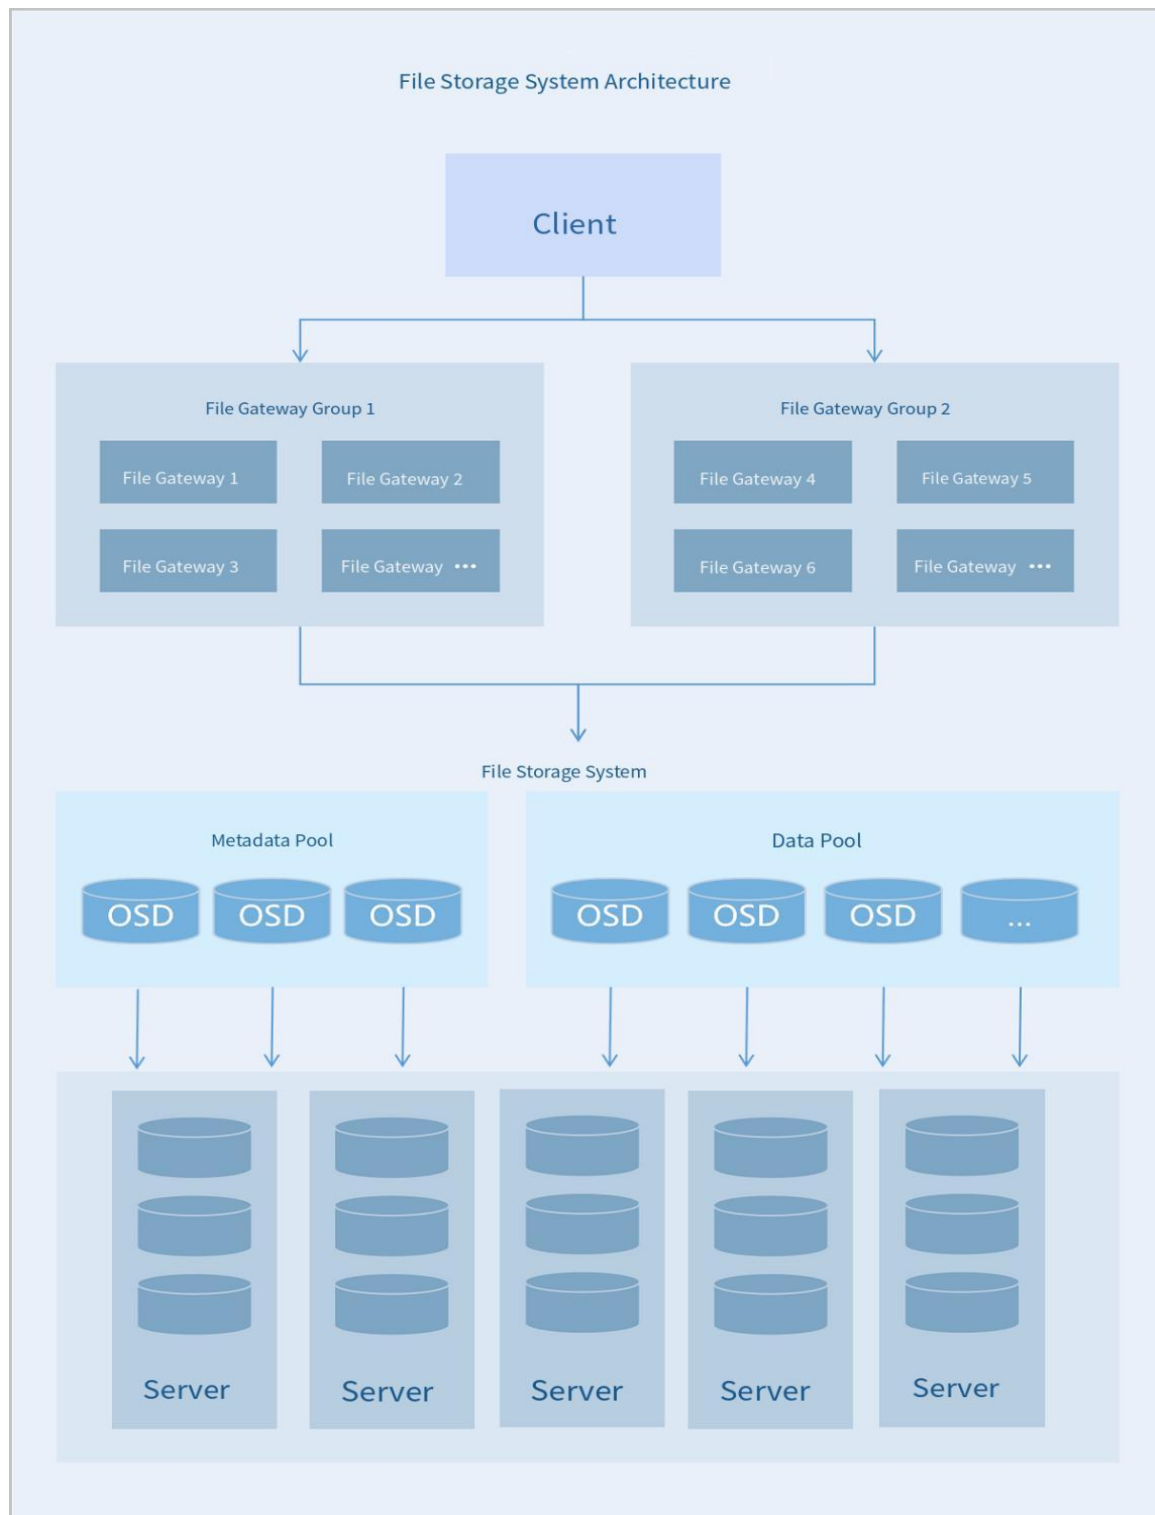 File Storage System Architecture
Client
File Gateway Group 1
File Gateway 1
File Gateway 2
File Gateway 3
File Gateway ···
File Gateway Group 2
File Gateway 4
File Gateway 5
File Gateway 6
File Gateway ···
File Storage System
Metadata Pool
OSD
OSD
OSD
Data Pool
OSD
OSD
OSD
...
Server
Server
Server
Server
Server